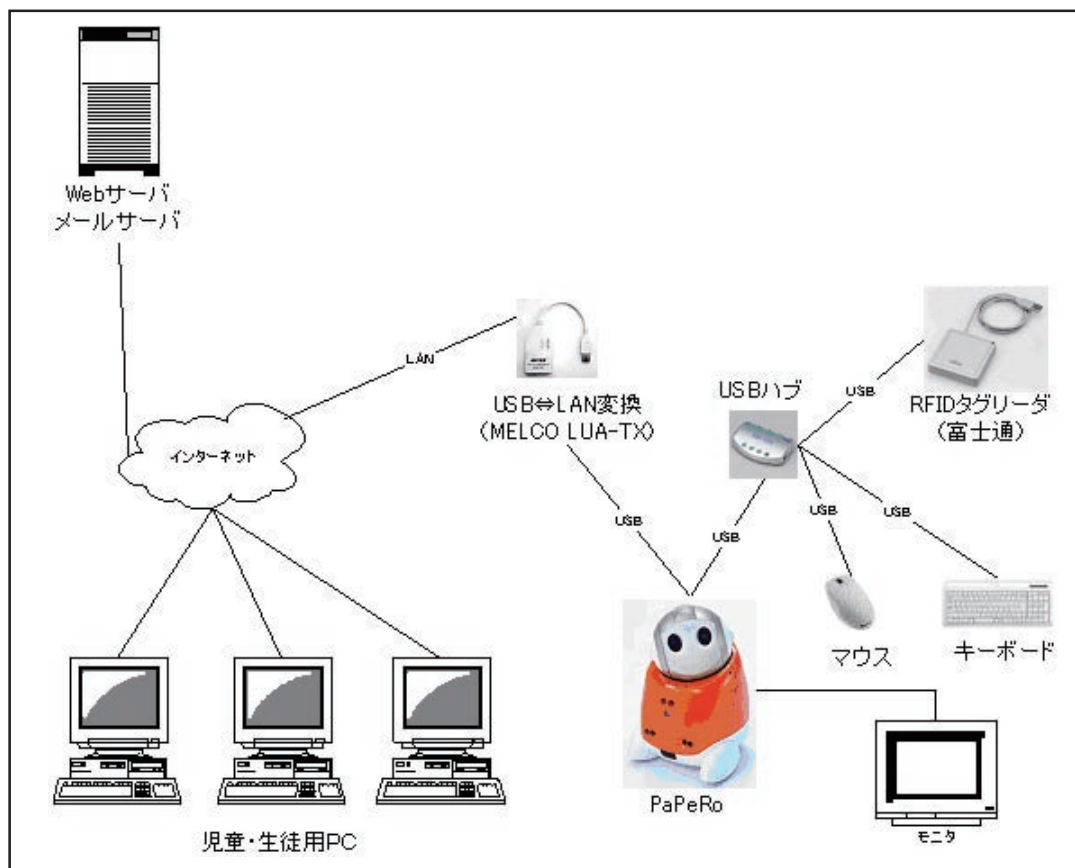 Webサーバ
メールサーバ
LAN
USB⇔LAN変換
(MELCO LUA-TX)
USBハブ
USB
RFIDタグリーダ
(富士通)
インターネット
USB
USB
USB
USB
マウス
キーボード
PaPeRo
モニタ
児童・生徒用PC